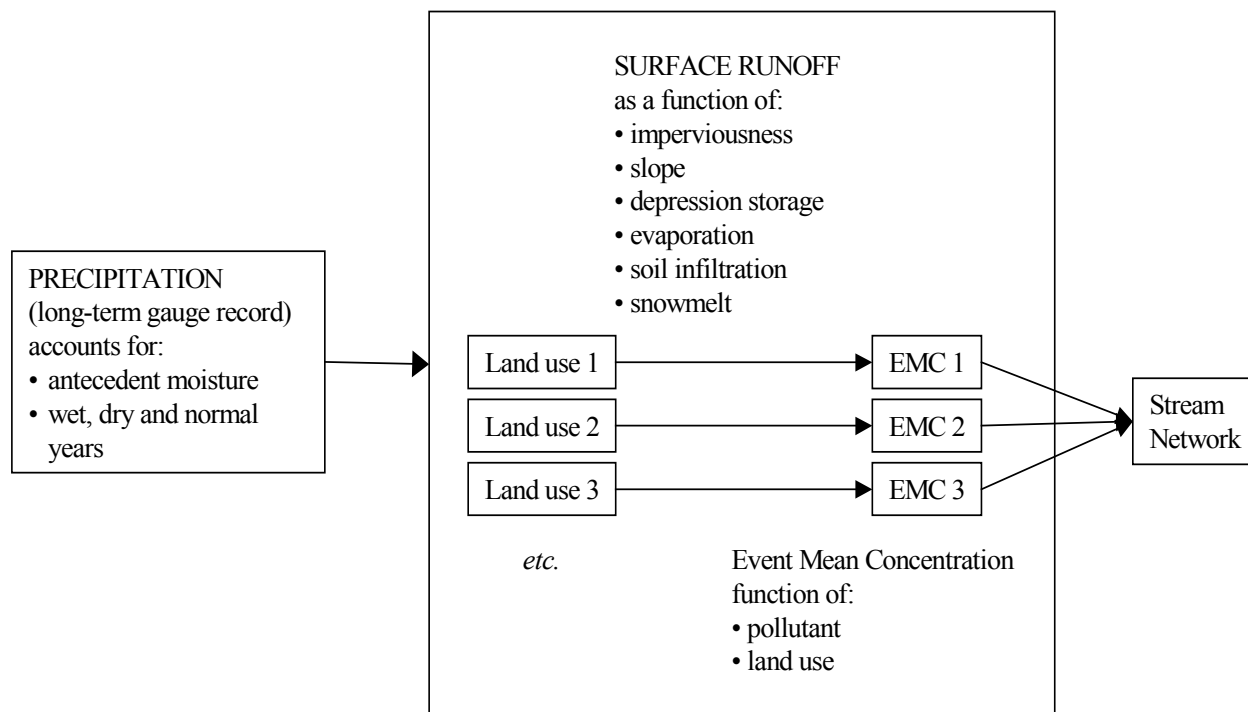 SURFACE RUNOFF
as a function of:
• imperviousness
• slope
• depression storage
• evaporation
• soil infiltration
• snowmelt
PRECIPITATION
(long-term gauge record)
accounts for:
• antecedent moisture
• wet, dry and normal
years
Land use 1
EMC 1
Land use 2
EMC 2
Land use 3
EMC 3
Stream
Network
etc.
Event Mean Concentration
function of:
• pollutant
• land use